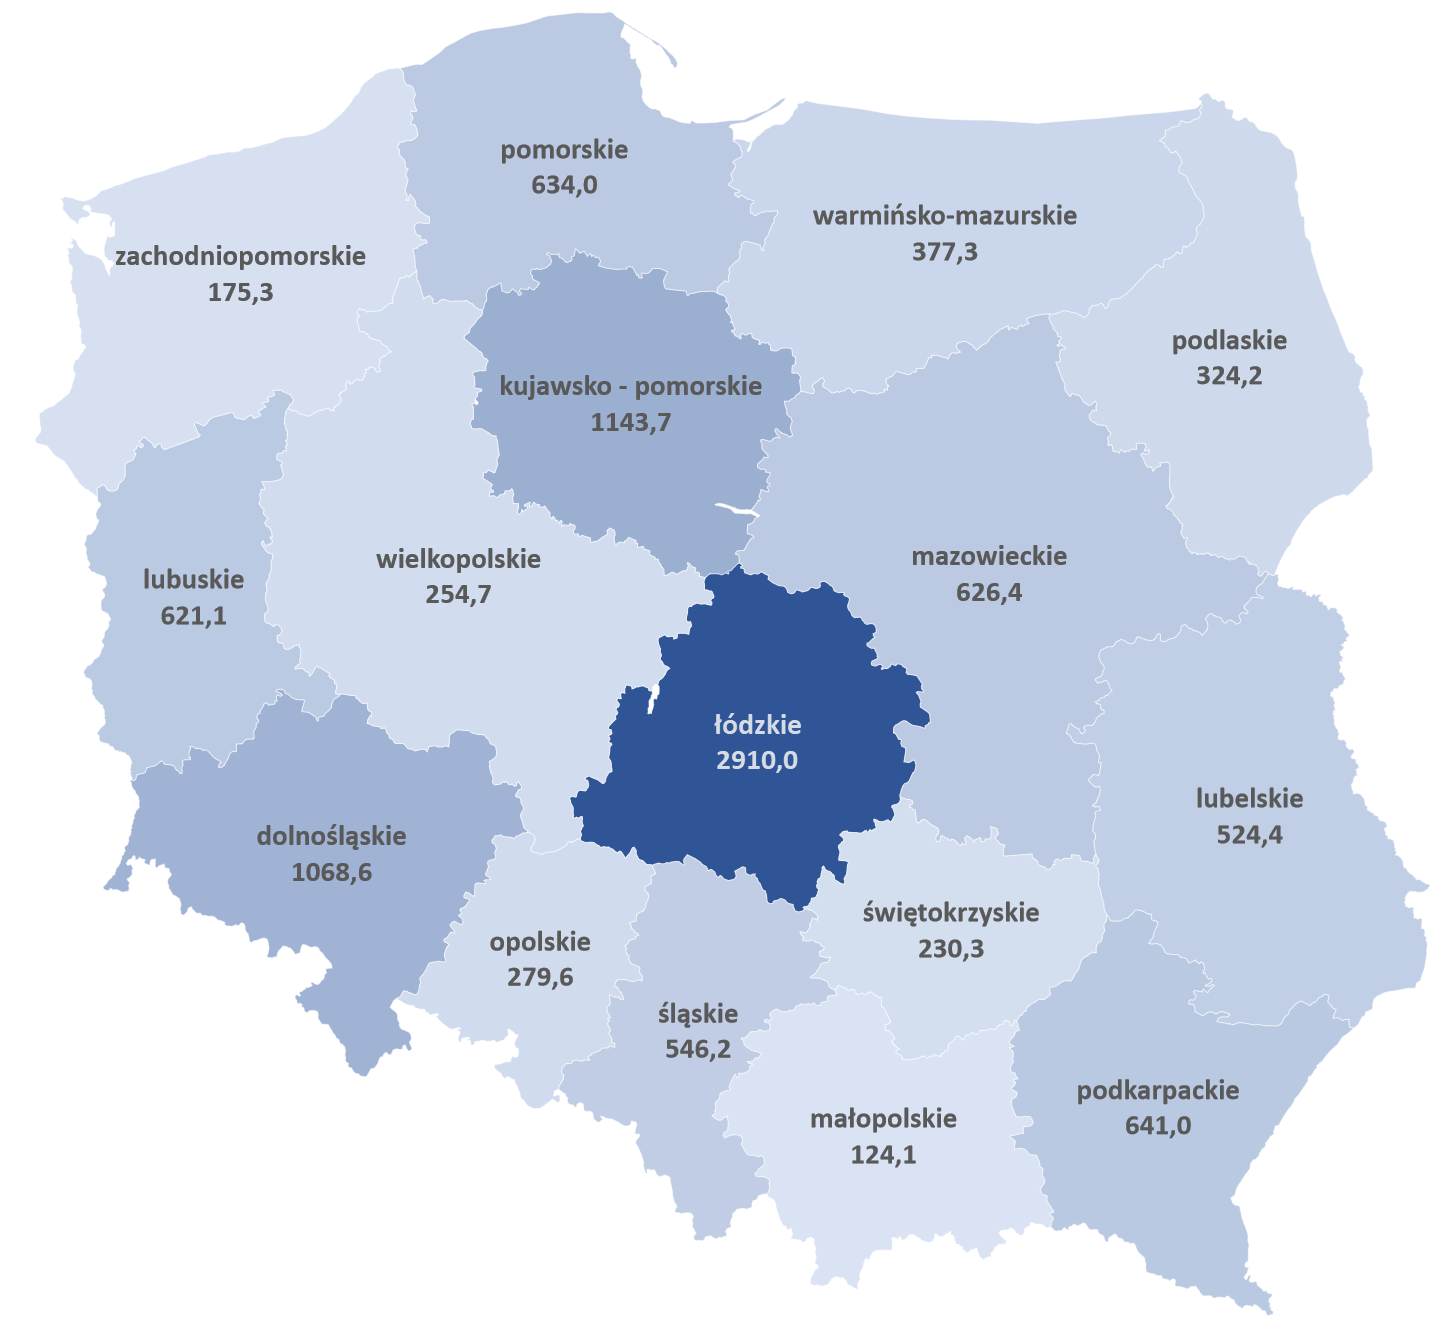 pomorskie
634,0
warmińsko-mazurskie
377,3
zachodniopomorskie
175,3
podlaskie
324,2
kujawsko - pomorskie
1143,7
mazowieckie
626,4
wielkopolskie
254,7
lubuskie
621,1
łódzkie
2910,0
lubelskie
524,4
dolnośląskie
1068,6
świętokrzyskie
230,3
opolskie
279,6
śląskie
546,2
podkarpackie
641,0
małopolskie
124,1